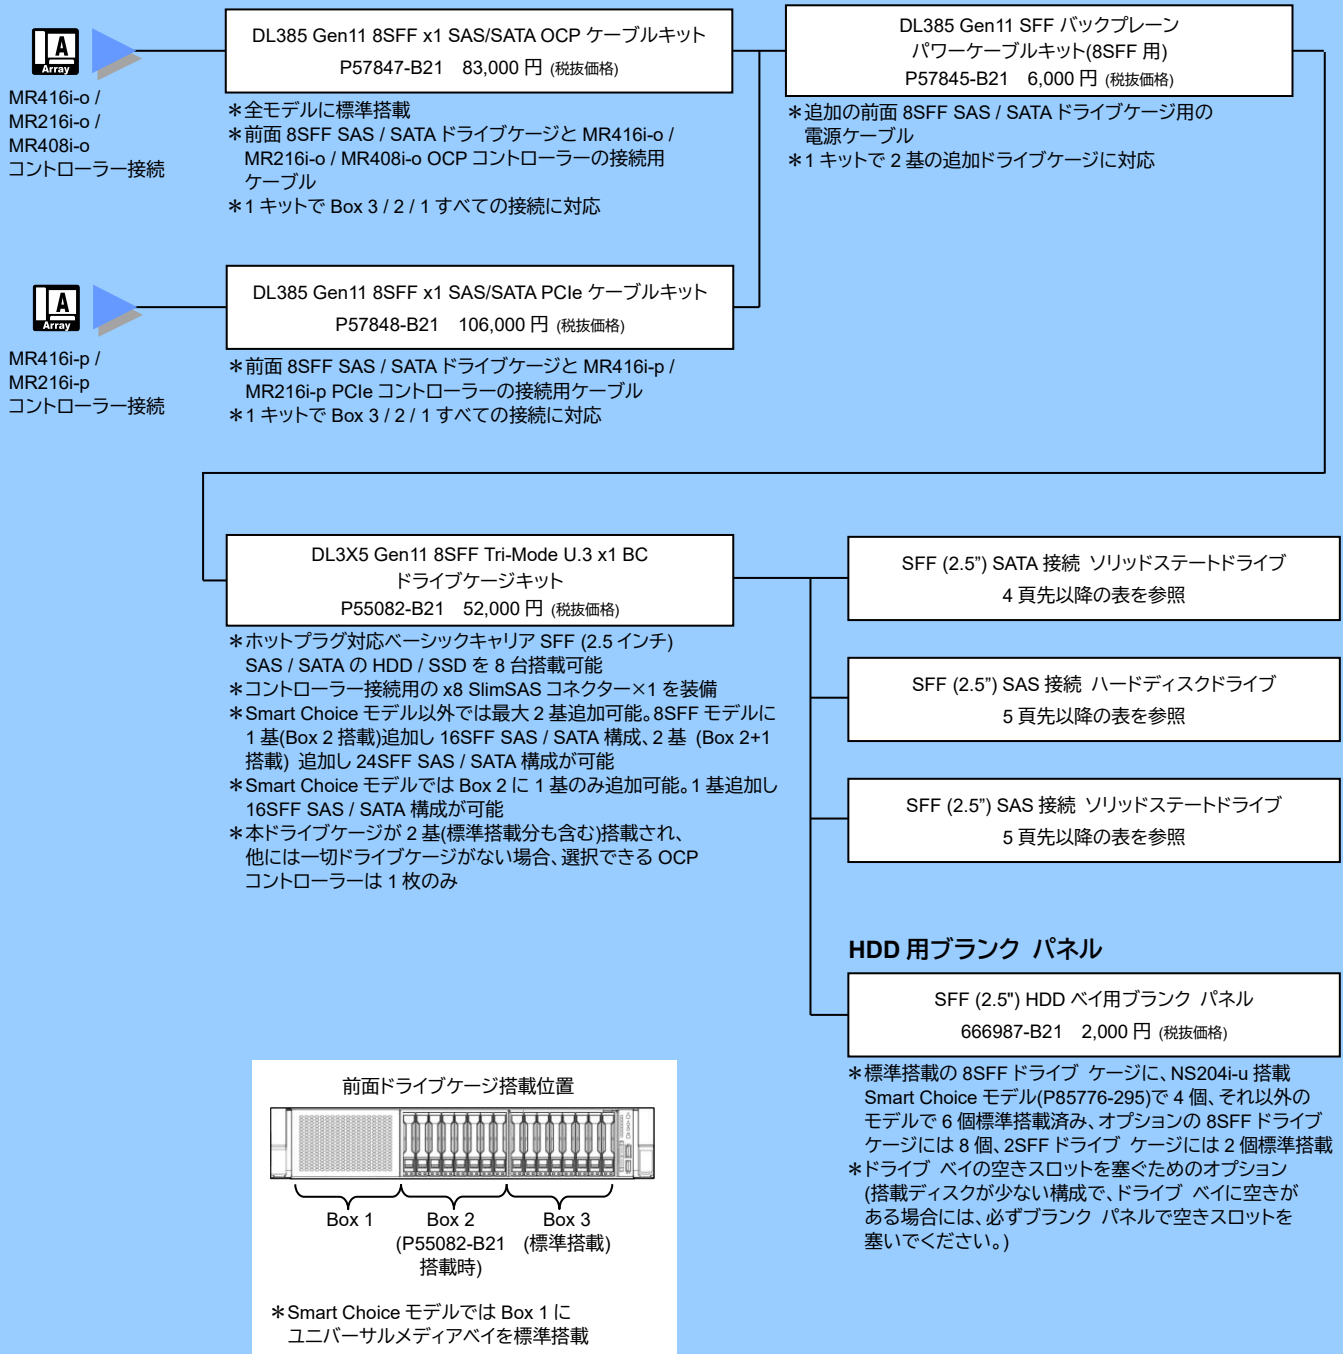 A
Array
MR416i-o /
MR216i-o /
MR408i-o
コントローラー接続
DL385 Gen11 8SFF x1 SAS/SATA OCP ケーブルキット
P57847-B21 83,000 円 (税抜価格)
＊全モデルに標準搭載
＊前面 8SFF SAS / SATA ドライブケージと MR416i-o /
MR216i-o / MR408i-o OCP コントローラーの接続用
ケーブル
＊1 キットで Box 3 / 2 / 1 すべての接続に対応
DL385 Gen11 SFF バックプレーン
パワーケーブルキット(8SFF 用)
P57845-B21 6,000 円 (税抜価格)
＊追加の前面 8SFF SAS / SATA ドライブケージ用の
電源ケーブル
＊1 キットで 2 基の追加ドライブケージに対応
A
Array
MR416i-p /
MR216i-p
コントローラー接続
DL385 Gen11 8SFF x1 SAS/SATA PCIe ケーブルキット
P57848-B21 106,000 円 (税抜価格)
＊前面 8SFF SAS / SATA ドライブケージと MR416i-p /
MR216i-p PCIe コントローラーの接続用ケーブル
＊1 キットで Box 3 / 2 / 1 すべての接続に対応
DL3X5 Gen11 8SFF Tri-Mode U.3 x1 BC
ドライブケージキット
P55082-B21 52,000 円 (税抜価格)
＊ホットプラグ対応ベーシックキャリア SFF (2.5 インチ)
SAS / SATA の HDD / SSD を 8 台搭載可能
＊コントローラー接続用の x8 SlimSAS コネクター×1 を装備
＊Smart Choice モデル以外では最大 2 基追加可能。8SFF モデルに
1 基(Box 2 搭載)追加し 16SFF SAS / SATA 構成、2 基 (Box 2+1
搭載) 追加し 24SFF SAS / SATA 構成が可能
＊Smart Choice モデルでは Box 2 に 1 基のみ追加可能。1 基追加し
16SFF SAS / SATA 構成が可能
＊本ドライブケージが 2 基(標準搭載分も含む)搭載され、
他には一切ドライブケージがない場合、選択できる OCP
コントローラーは 1 枚のみ
SFF (2.5”) SATA 接続 ソリッドステートドライブ
4 頁先以降の表を参照
SFF (2.5”) SAS 接続 ハードディスクドライブ
5 頁先以降の表を参照
SFF (2.5”) SAS 接続 ソリッドステートドライブ
5 頁先以降の表を参照
HDD 用ブランク パネル
SFF (2.5") HDD ベイ用ブランク パネル
666987-B21 2,000 円 (税抜価格)
＊標準搭載の 8SFF ドライブ ケージに、NS204i-u 搭載
Smart Choice モデル(P85776-295)で 4 個、それ以外の
モデルで 6 個標準搭載済み、オプションの 8SFF ドライブ
ケージには 8 個、2SFF ドライブ ケージには 2 個標準搭載
＊ドライブ ベイの空きスロットを塞ぐためのオプション
(搭載ディスクが少ない構成で、ドライブ ベイに空きが
ある場合には、必ずブランク パネルで空きスロットを
塞いでください。)
前面ドライブケージ搭載位置
Box 1
Box 2
(P55082-B21
搭載時)
Box 3
(標準搭載)
＊Smart Choice モデルでは Box 1 に
ユニバーサルメディアベイを標準搭載